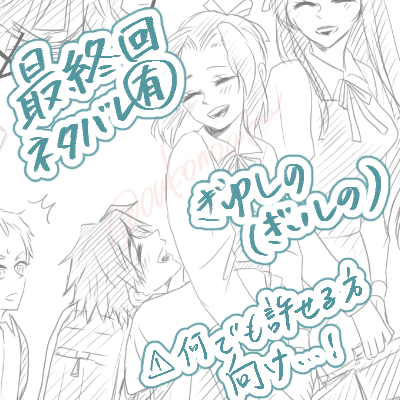 最終回
ネタバレ有
ぎゆしの
(ぎいしの)
⚠何でも許せる方
向け…!